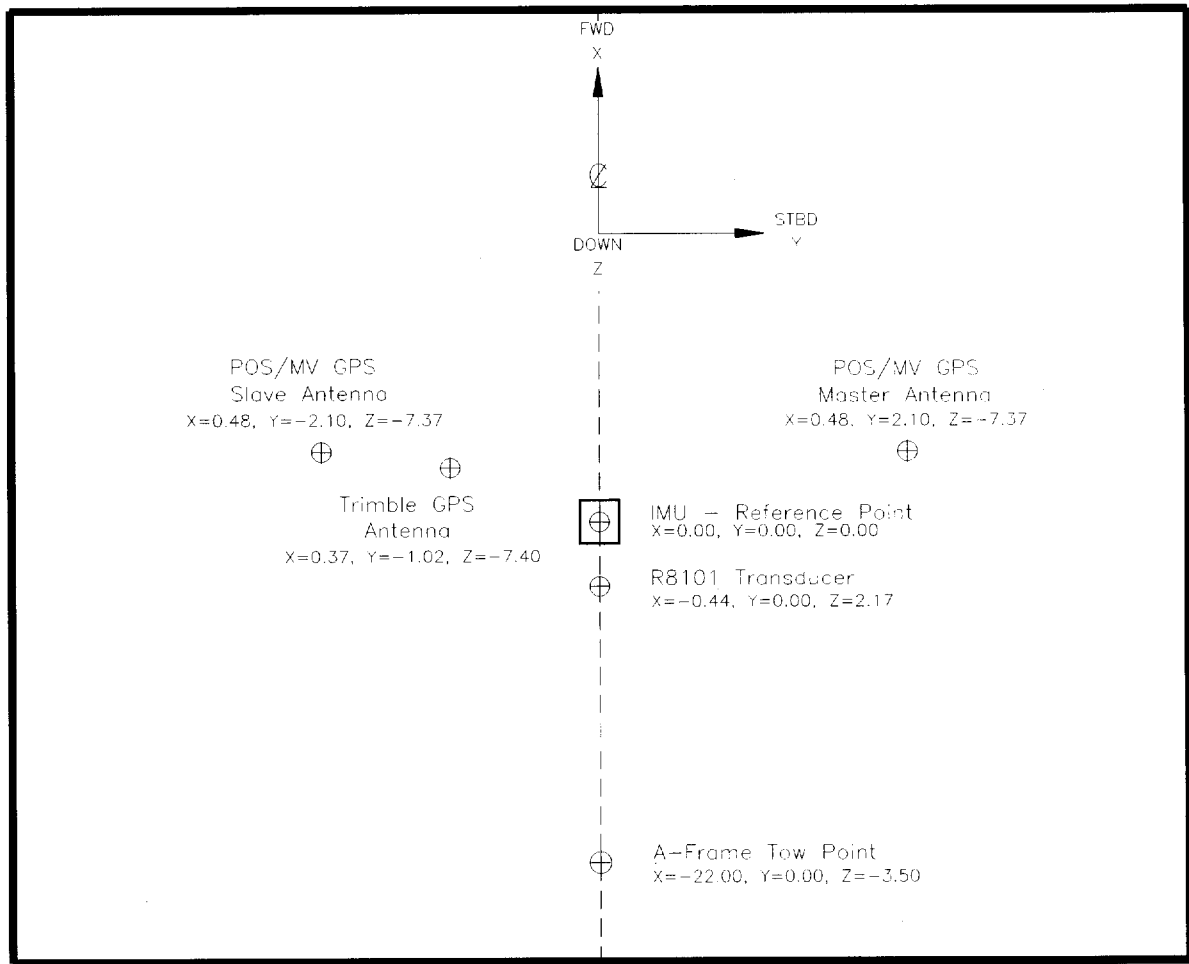 FWD
X
STBD
Y
DOWN
Z
POS/MV GPS
Slave Antenna
X=0.48, Y=-2.10, Z=-7.37
POS/MV GPS
Master Antenna
X=0.48, Y=2.10, Z=-7.37
Trimble GPS
Antenna
X=0.37, Y=-1.02, Z=-7.40
IMU - Reference Point
X=0.00, Y=0.00, Z=0.00
R8101 Transducer
X=-0.44, Y=0.00, Z=2.17
A-Frame Tow Point
X=-22.00, Y=0.00, Z=-3.50